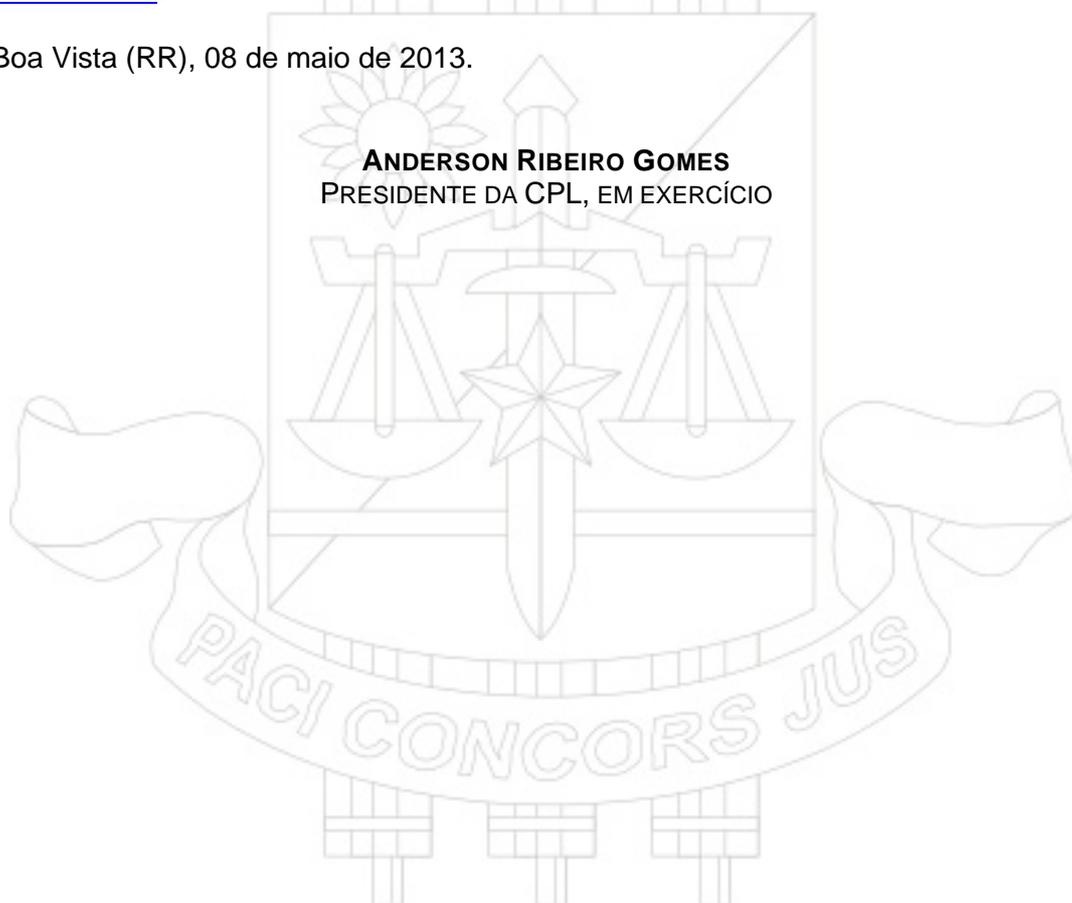 Boa Vista (RR), 08 de maio de 2013.
ANDERSON RIBEIRO GOMES
PRESIDENTE DA CPL, EM EXERCÍCIO
PACI CONCORS JUS